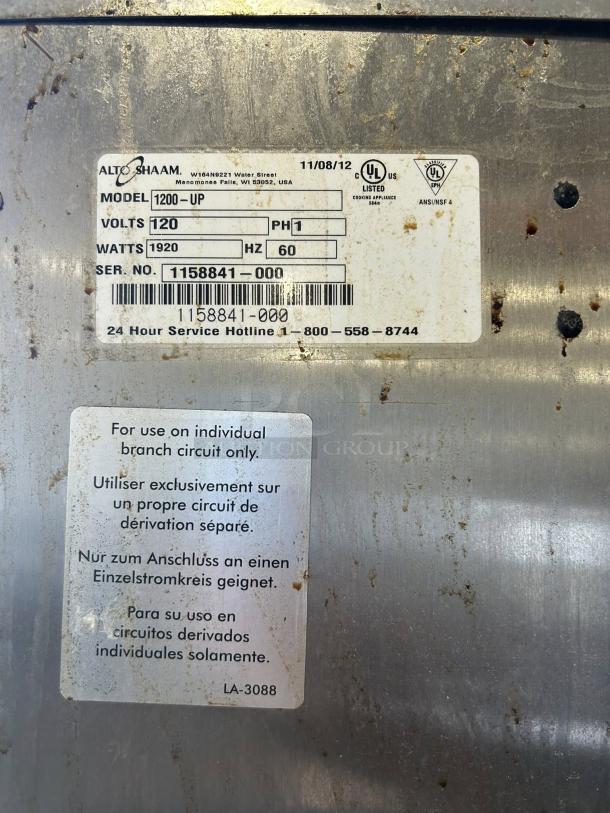 ALTO SHAAM.
W164N9221 Water Street
Menomonee Falls, WI 53052, USA
11/08/12
C UL US
LISTED
COOKING APPLIANCE
584m
CLASSIFIED
UL
EPH
ANSI/NSF 4
MODEL 1200-UP
VOLTS 120 PH 1
WATTS 1920 HZ 60
SER. NO. 1158841-000
1158841-000
24 Hour Service Hotline 1-800-558-8744
For use on individual
branch circuit only.
Utiliser exclusivement sur
un propre circuit de
dérivation séparé.
Nur zum Anschluss an einen
Einzelstromkreis geignet.
Para su uso en
circuitos derivados
individuales solamente.
LA-3088
GROUP